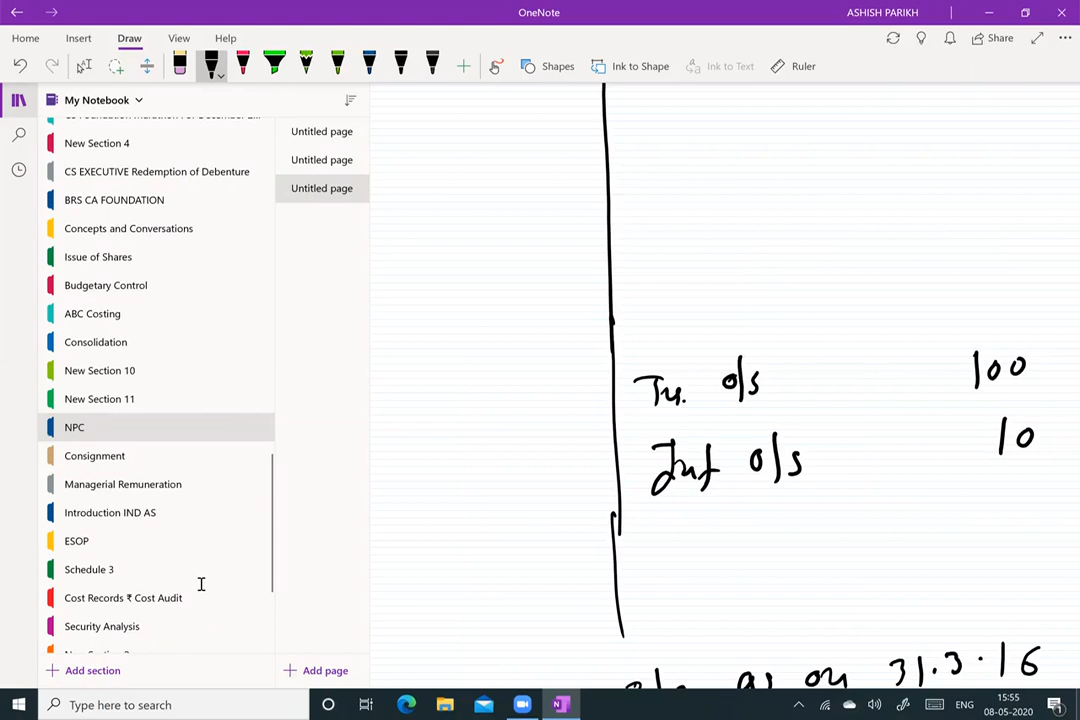 OneNote
ASHISH PARIKH
Home
Insert
Draw
View
Help
Share
Shapes
Ink to Shape
Ink to Text
Ruler
My Notebook
New Section 4
CS EXECUTIVE Redemption of Debenture
BRS CA FOUNDATION
Concepts and Conversations
Issue of Shares
Budgetary Control
ABC Costing
Consolidation
New Section 10
New Section 11
NPC
Consignment
Managerial Remuneration
Introduction IND AS
ESOP
Schedule 3
Cost Records ₹ Cost Audit
Security Analysis
Add section
Untitled page
Untitled page
Untitled page
Add page
o/s 100
o/s 10
as on 31.3.16
Type here to search
ENG
15:55
08-05-2020
1